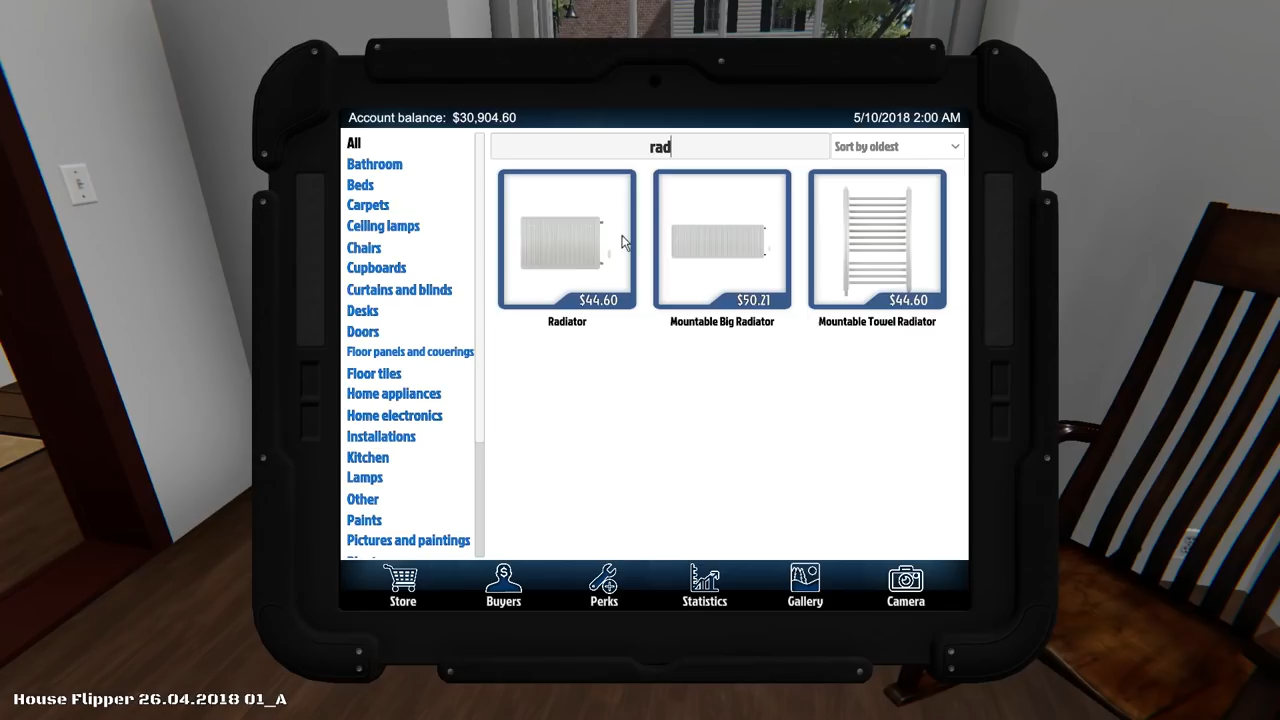 Account balance: $30,904.60
5/10/2018 2:00 AM
All
Bathroom
Beds
Carpets
Ceiling lamps
Chairs
Cupboards
Curtains and blinds
Desks
Doors
Floor panels and coverings
Floor tiles
Home appliances
Home electronics
Installations
Kitchen
Lamps
Other
Paints
Pictures and paintings
rad
Sort by oldest
$44.60
$50.21
$44.60
Radiator
Mountable Big Radiator
Mountable Towel Radiator
Store
Buyers
Perks
Statistics
Gallery
Camera
House Flipper 26.04.2018 01_A